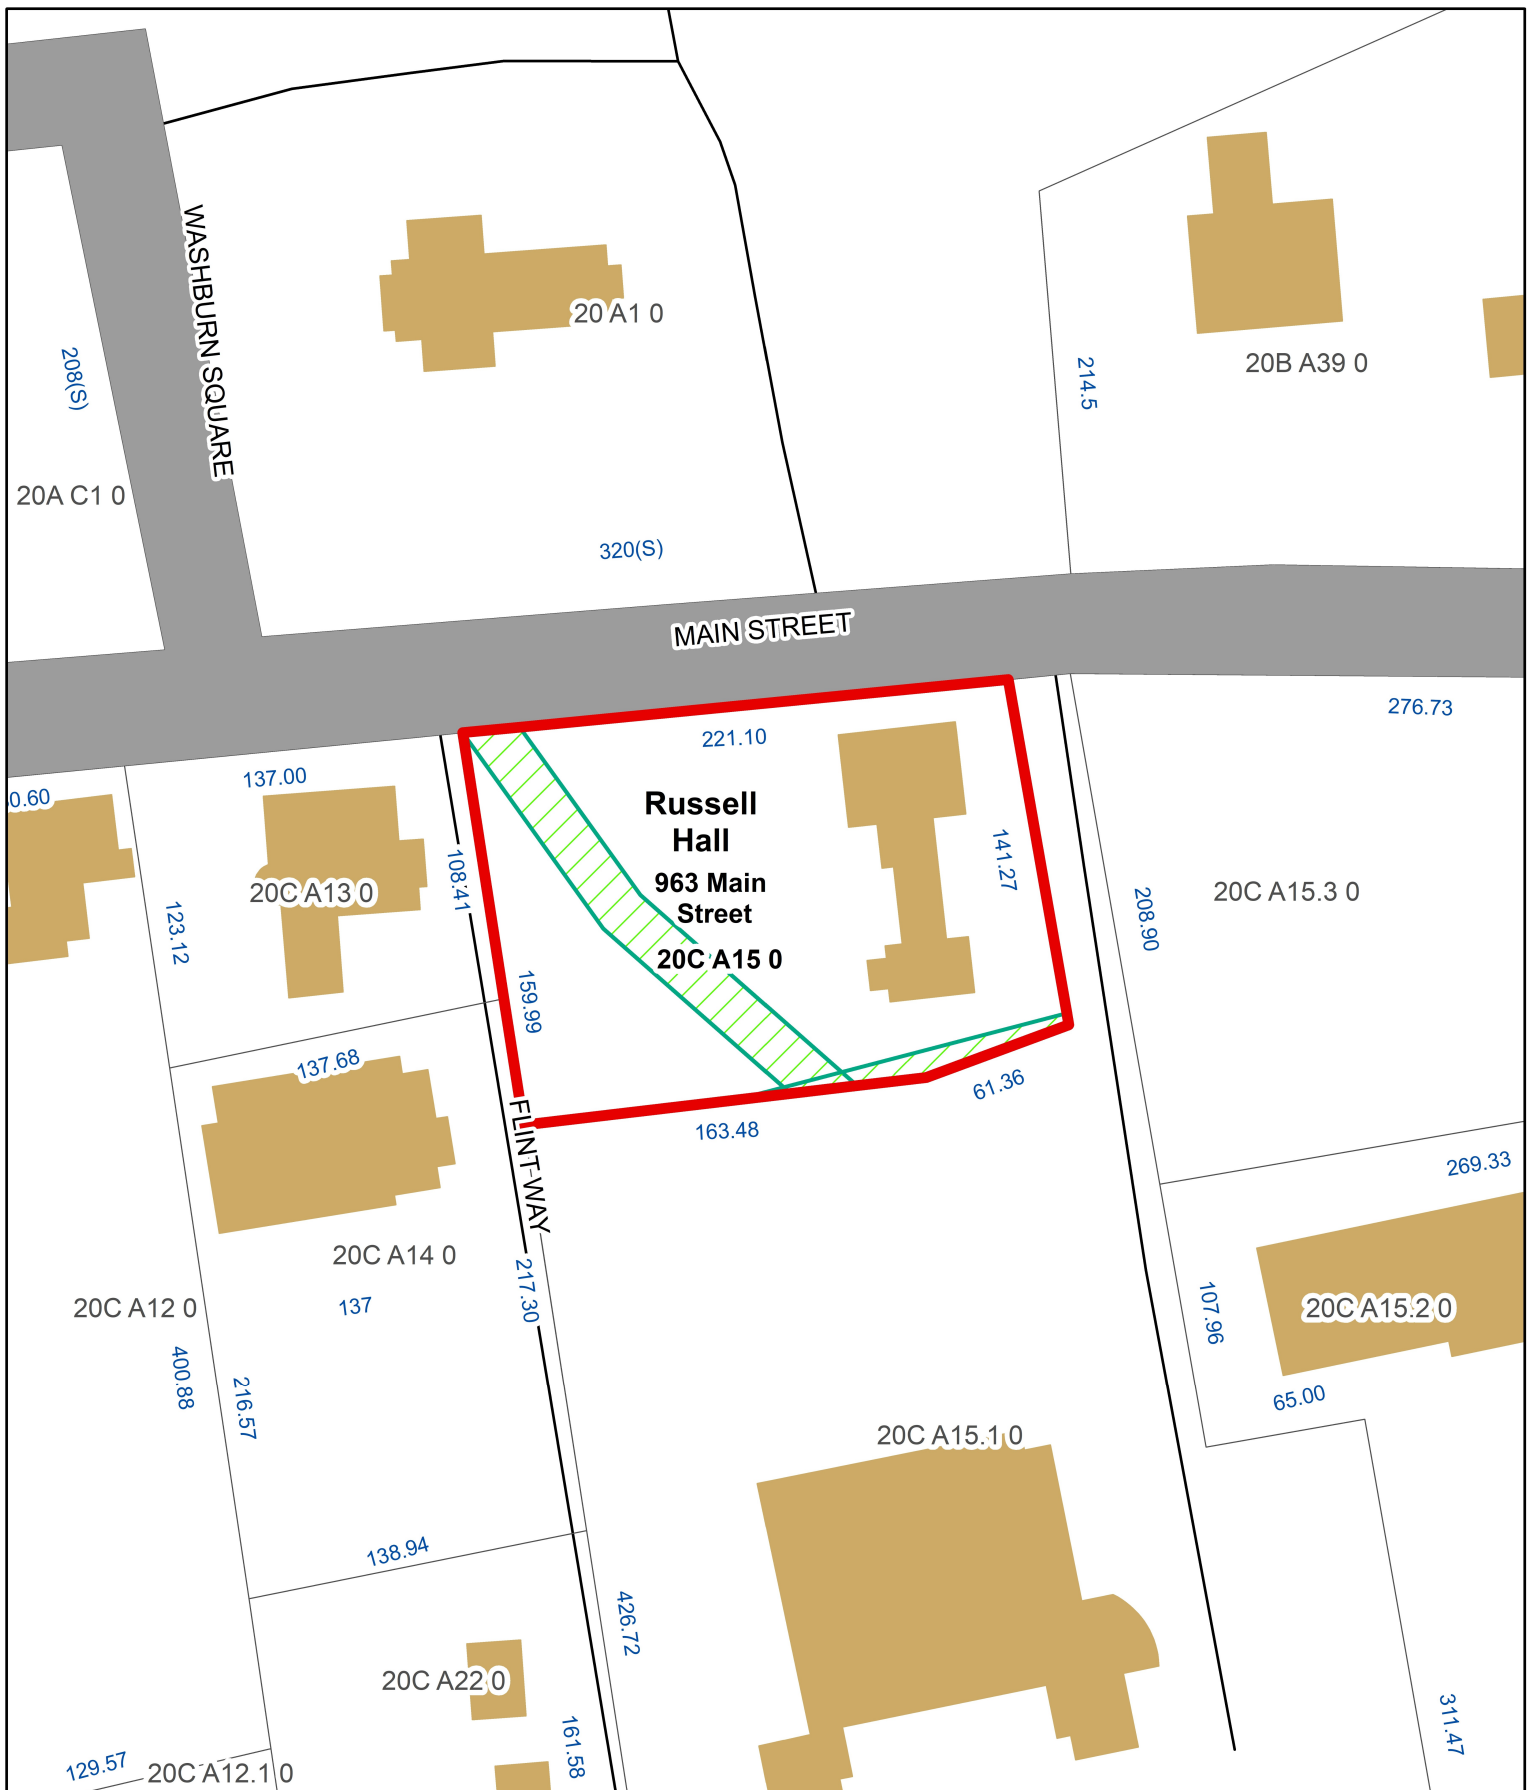 WASHBURN SQUARE
20 A1 0
208(S)
20B A39 0
214.5
20A C1 0
320(S)
MAIN STREET
276.73
221.10
137.00
0.60
Russell
Hall
963 Main
Street
20C A15 0
108.41
141.27
20C A13 0
20C A15.3 0
123.12
208.90
159.99
137.68
61.36
163.48
FLINT WAY
269.33
20C A14 0
217.30
137
20C A12 0
20C A15.2 0
107.96
400.88
216.57
65.00
20C A15.1 0
138.94
426.72
20C A22 0
161.58
311.47
129.57
20C A12.1 0